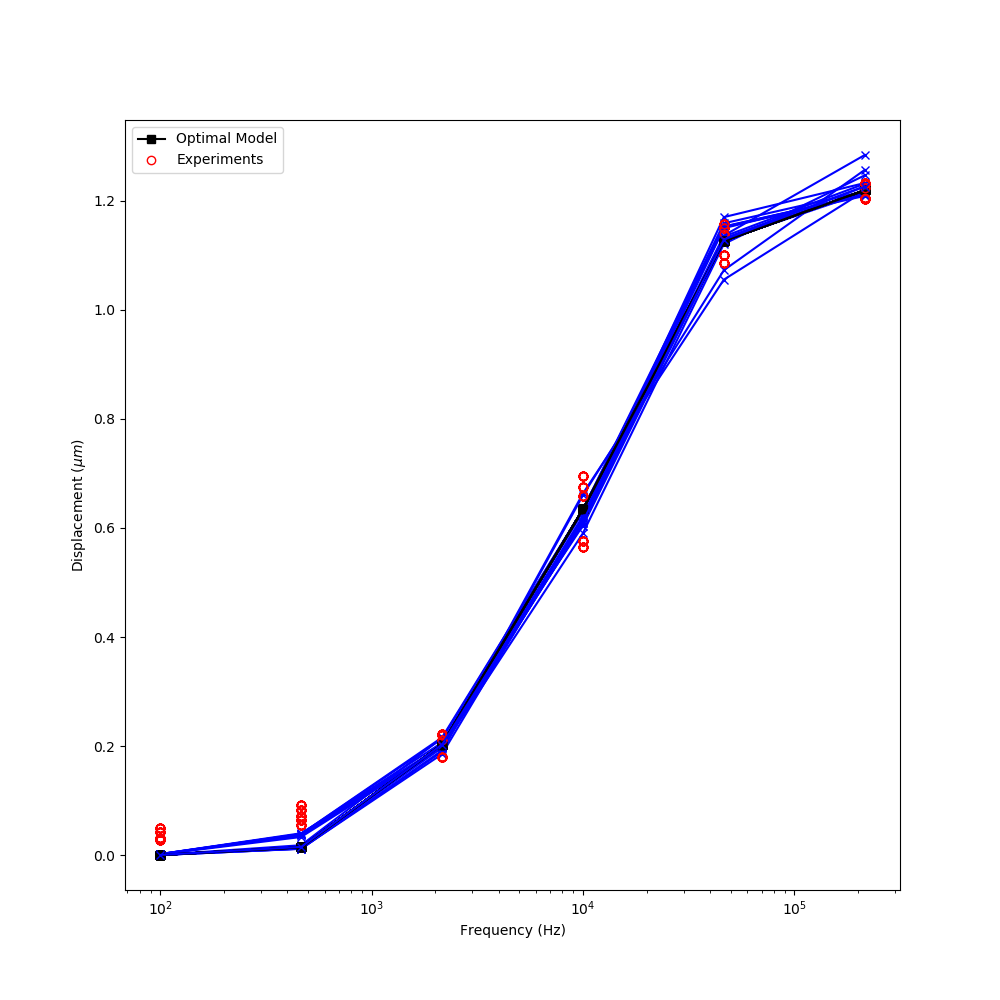 Optimal Model
Experiments
1.2
1.0
0.8
0.6
0.4
0.2
0.0
Displacement (μm)
10² 10³ 10⁴ 10⁵
Frequency (Hz)